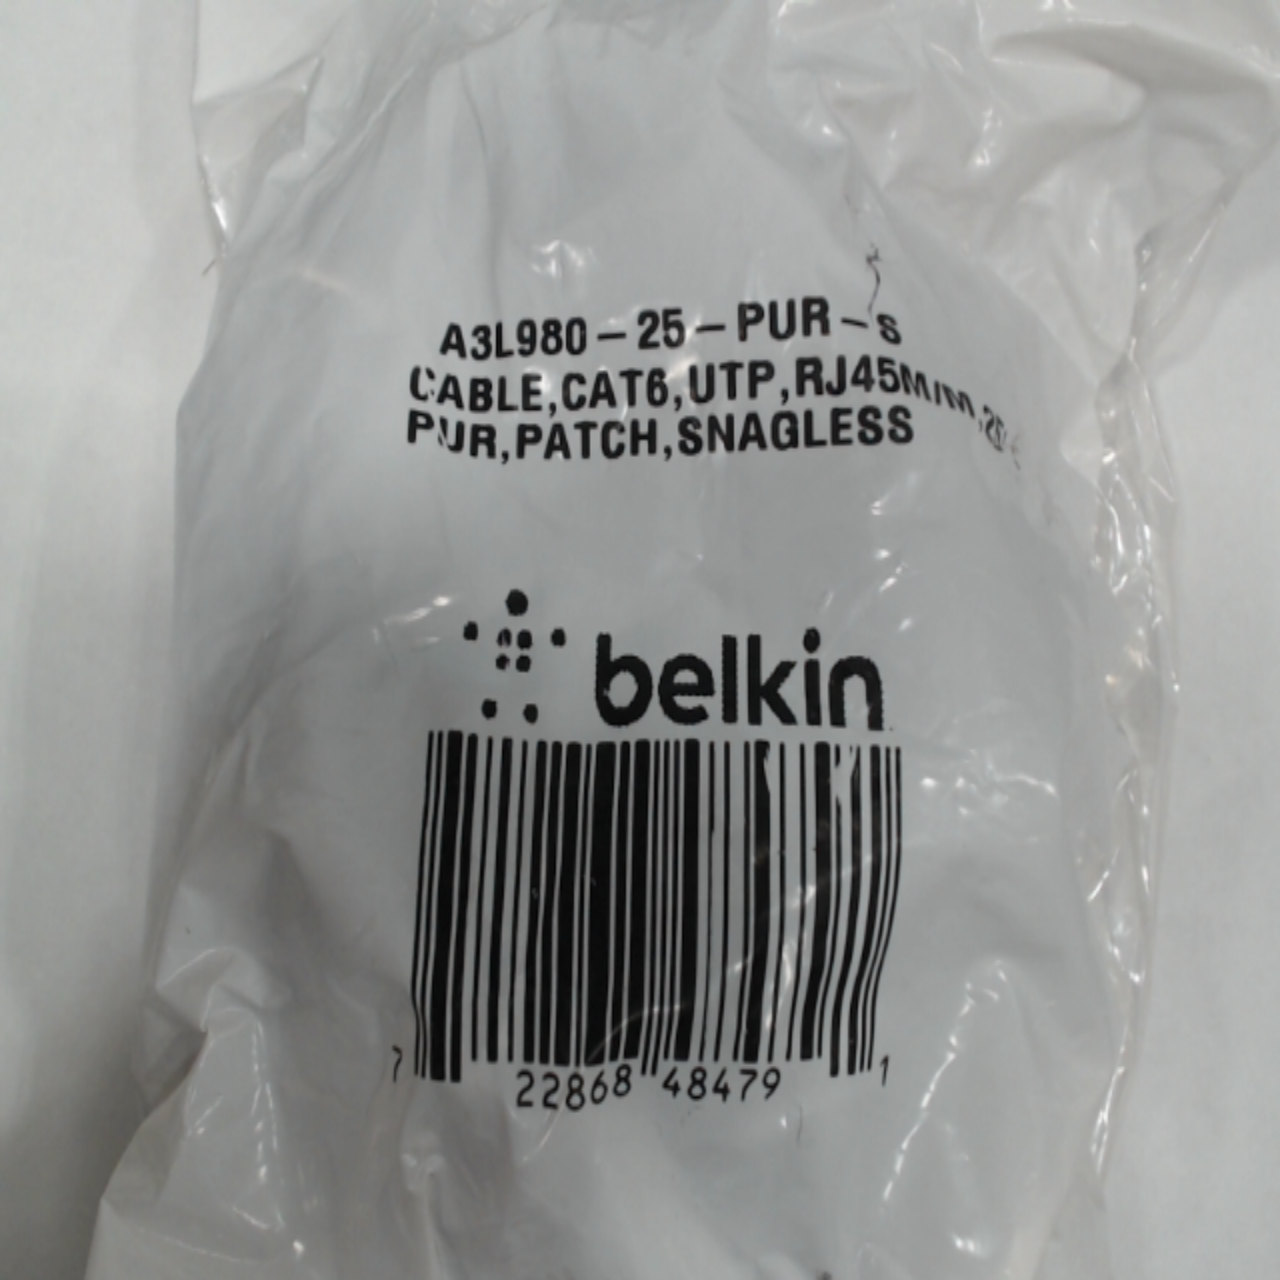 A3L980-25-PUR-S
CABLE,CAT6,UTP,RJ45M/M,25'
PUR,PATCH,SNAGLESS
belkin
7 22868 48479 1